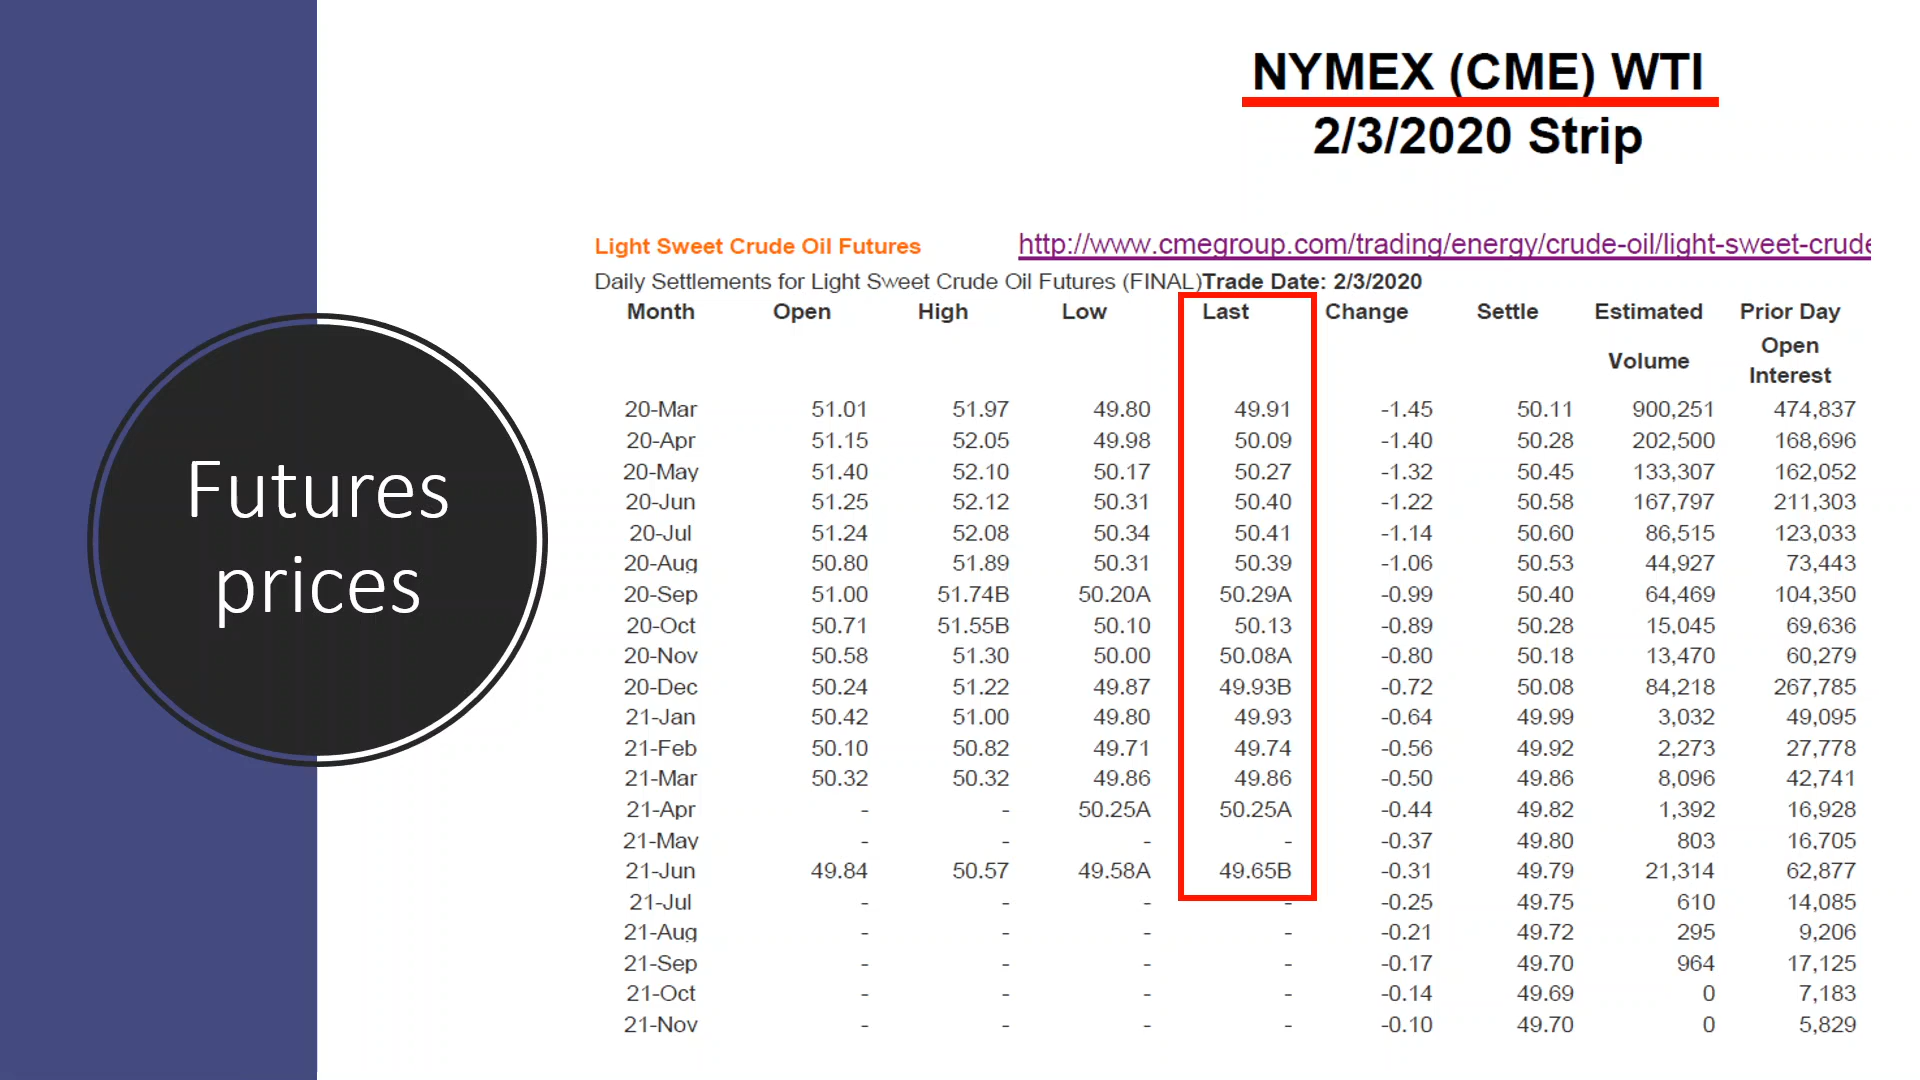 NYMEX (CME) WTI
2/3/2020 Strip
Futures
prices
Light Sweet Crude Oil Futures http://www.cmegroup.com/trading/energy/crude-oil/light-sweet-crude
Daily Settlements for Light Sweet Crude Oil Futures (FINAL)Trade Date: 2/3/2020
Month Open High Low Last Change Settle Estimated Prior Day
Volume Open
Interest
20-Mar 51.01 51.97 49.80 49.91 -1.45 50.11 900,251 474,837
20-Apr 51.15 52.05 49.98 50.09 -1.40 50.28 202,500 168,696
20-May 51.40 52.10 50.17 50.27 -1.32 50.45 133,307 162,052
20-Jun 51.25 52.12 50.31 50.40 -1.22 50.58 167,797 211,303
20-Jul 51.24 52.08 50.34 50.41 -1.14 50.60 86,515 123,033
20-Aug 50.80 51.89 50.31 50.39 -1.06 50.53 44,927 73,443
20-Sep 51.00 51.74B 50.20A 50.29A -0.99 50.40 64,469 104,350
20-Oct 50.71 51.55B 50.10 50.13 -0.89 50.28 15,045 69,636
20-Nov 50.58 51.30 50.00 50.08A -0.80 50.18 13,470 60,279
20-Dec 50.24 51.22 49.87 49.93B -0.72 50.08 84,218 267,785
21-Jan 50.42 51.00 49.80 49.93 -0.64 49.99 3,032 49,095
21-Feb 50.10 50.82 49.71 49.74 -0.56 49.92 2,273 27,778
21-Mar 50.32 50.32 49.86 49.86 -0.50 49.86 8,096 42,741
21-Apr - - 50.25A 50.25A -0.44 49.82 1,392 16,928
21-May - - - - -0.37 49.80 803 16,705
21-Jun 49.84 50.57 49.58A 49.65B -0.31 49.79 21,314 62,877
21-Jul - - - - -0.25 49.75 610 14,085
21-Aug - - - - -0.21 49.72 295 9,206
21-Sep - - - - -0.17 49.70 964 17,125
21-Oct - - - - -0.14 49.69 0 7,183
21-Nov - - - - -0.10 49.70 0 5,829